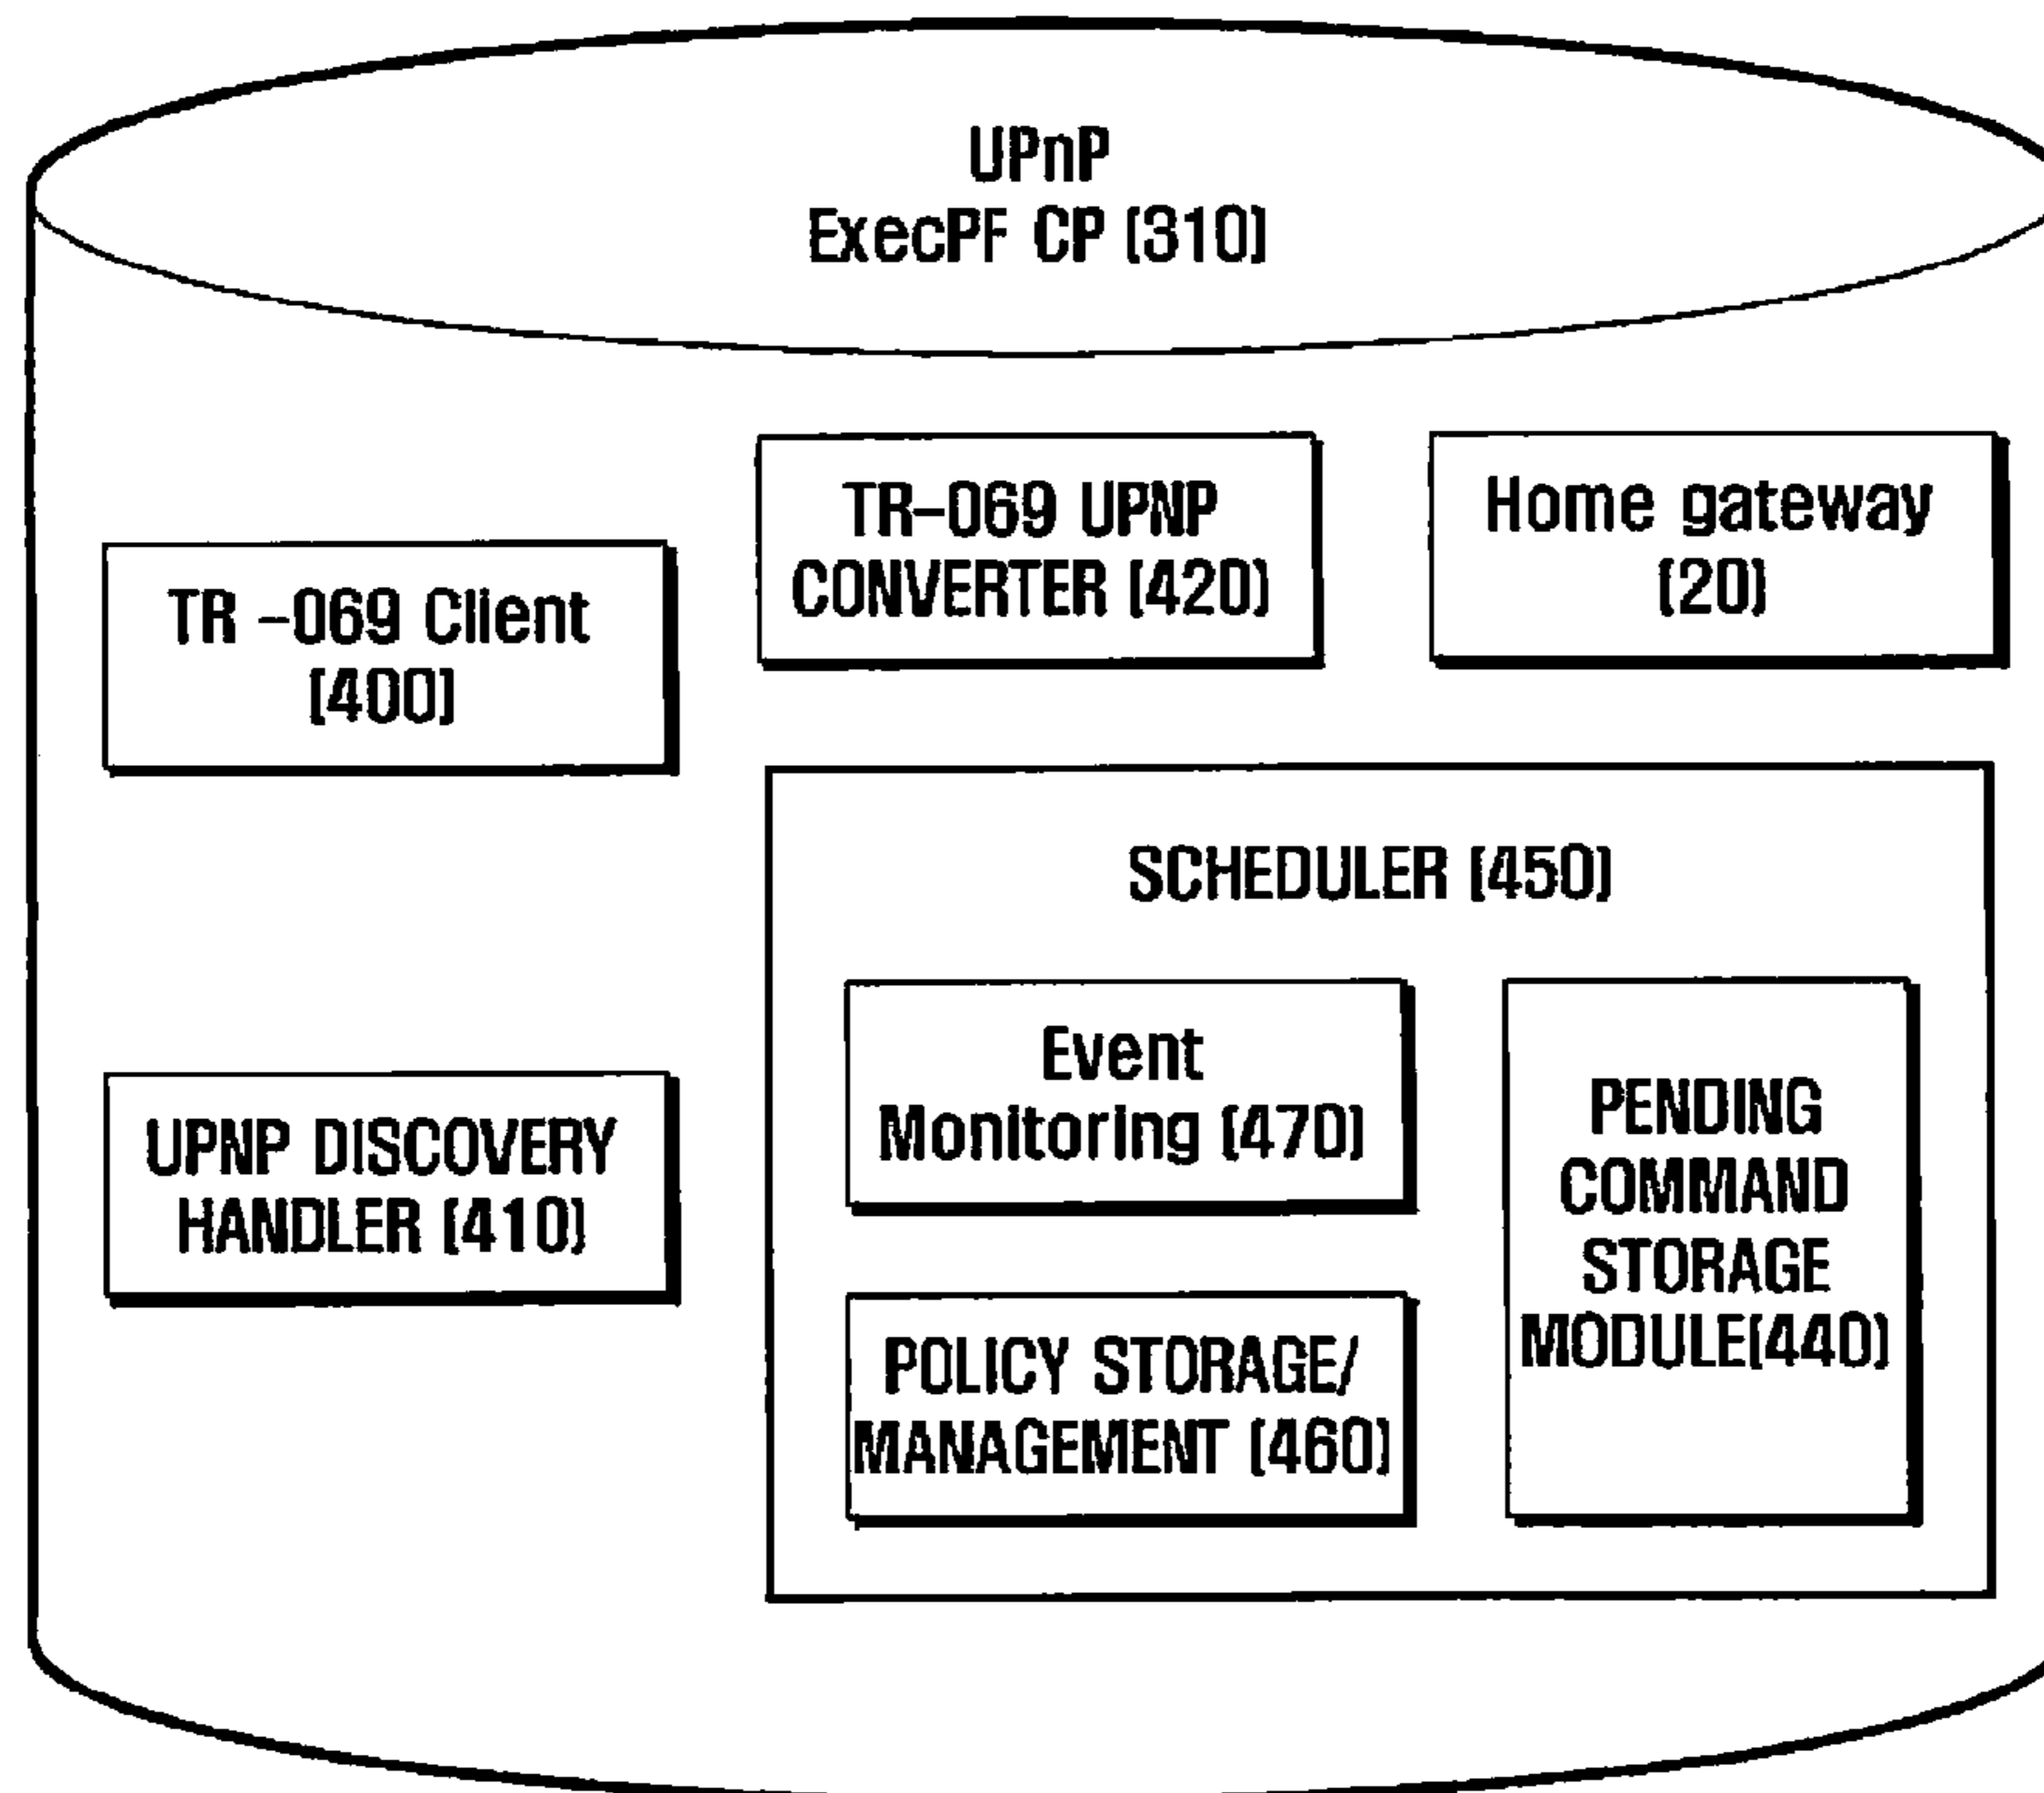 UPnP
ExecPF CP (310)
TR-069 UPNP
CONVERTER (420)
Home gateway
(20)
TR -069 Client
(400)
SCHEDULER (450)
Event
Monitoring (470)
PENDING
COMMAND
STORAGE
MODULE(440)
UPNP DISCOVERY
HANDLER (410)
POLICY STORAGE/
MANAGEMENT (460)